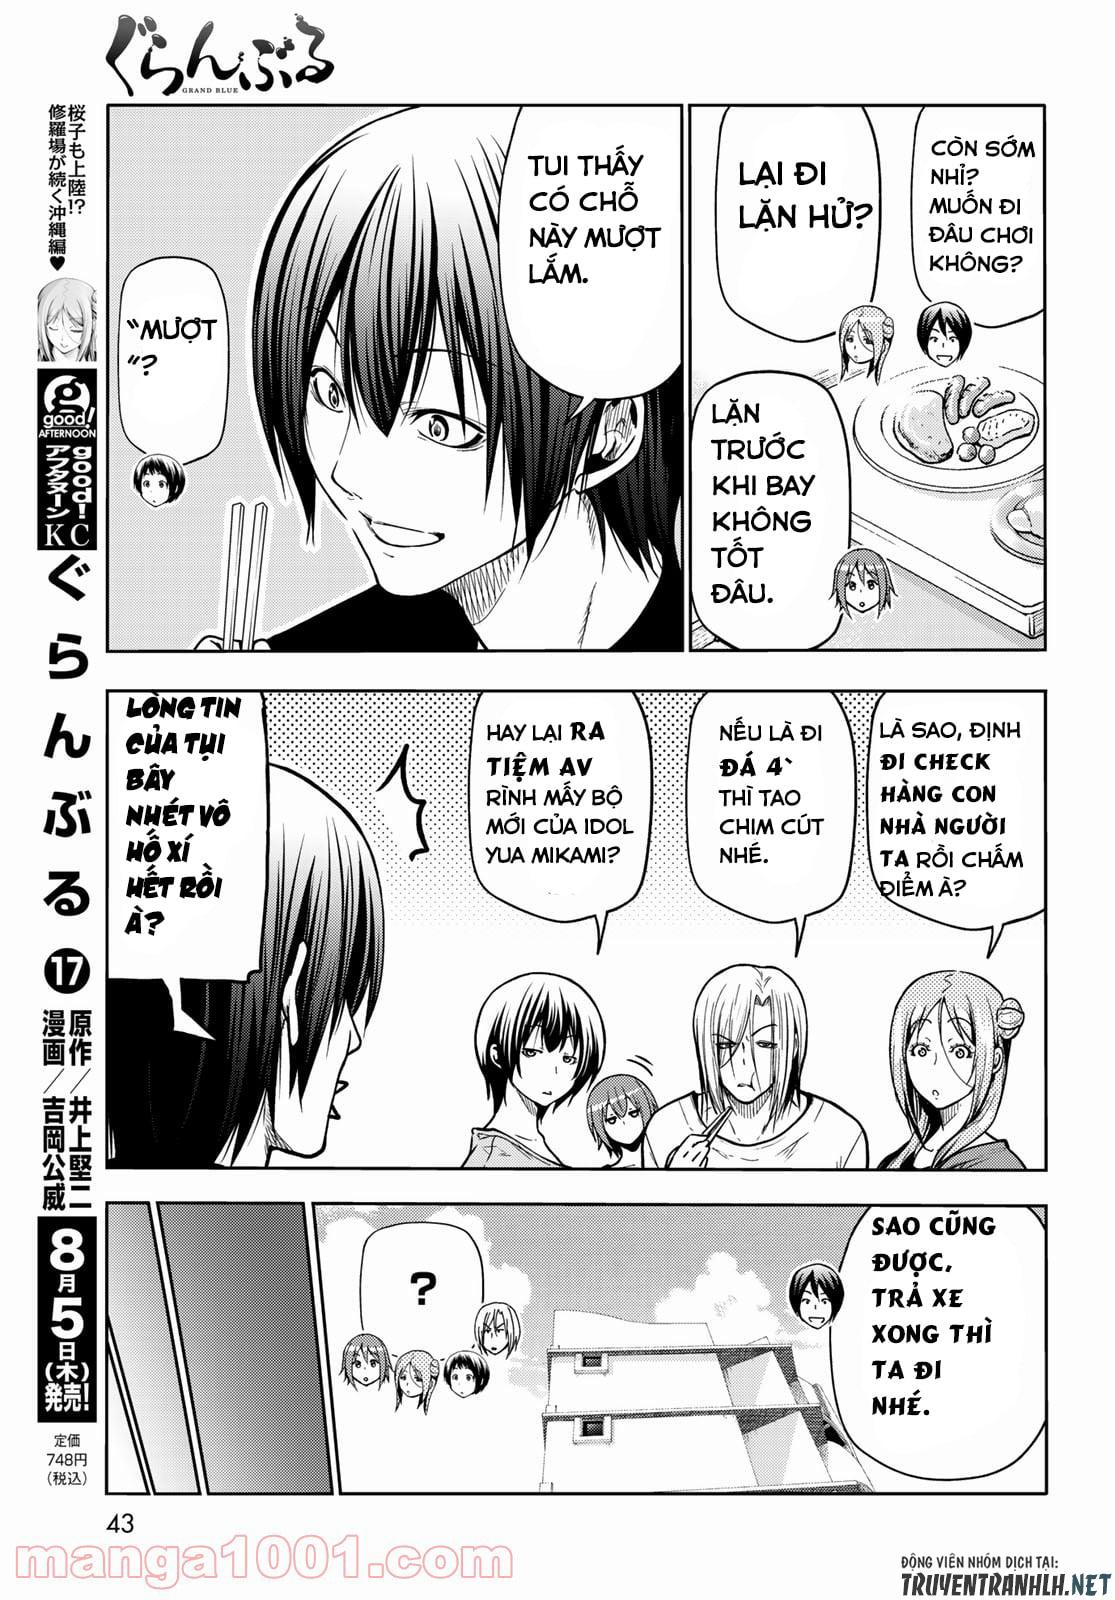 ぐらんぶる
GRAND BLUE
CÒN SỚM
NHỈ?
MUỐN ĐI
ĐÂU CHƠI
KHÔNG?
LẠI ĐI
LẶN HỬ?
LẶN
TRƯỚC
KHI BAY
KHÔNG
TỐT
ĐÂU.
TUI THẤY
CÓ CHỖ
NÀY MƯỢT
LẮM.
“MƯỢT
”?
LÀ SAO, ĐỊNH
ĐI CHECK
HÀNG CON
NHÀ NGƯỜI
TA RỒI CHẤM
ĐIỂM À?
NẾU LÀ ĐI
ĐÁ 4`
THÌ TAO
CHIM CÚT
NHÉ.
HAY LẠI RA
TIỆM AV
RÌNH MẤY BỘ
MỚI CỦA IDOL
YUA MIKAMI?
LÒNG TIN
CỦA TỤI
BÂY
NHÉT VÔ
HỐ XÍ
HẾT RỒI
À?
SAO CŨNG
ĐƯỢC,
TRẢ XE
XONG THÌ
TA ĐI
NHÉ.
?
桜子も上陸!?
修羅場が続く沖縄編♥
g
good!
AFTERNOON
good!
アフタヌーン
KC
ぐらんぶる⑰
原作/井上堅二
漫画/吉岡公威
8月5日(木)発売!
定価
748円
(税込)
43
manga1001.com
ĐỘNG VIÊN NHÓM DỊCH TẠI:
TRUYENTRANHLH.NET